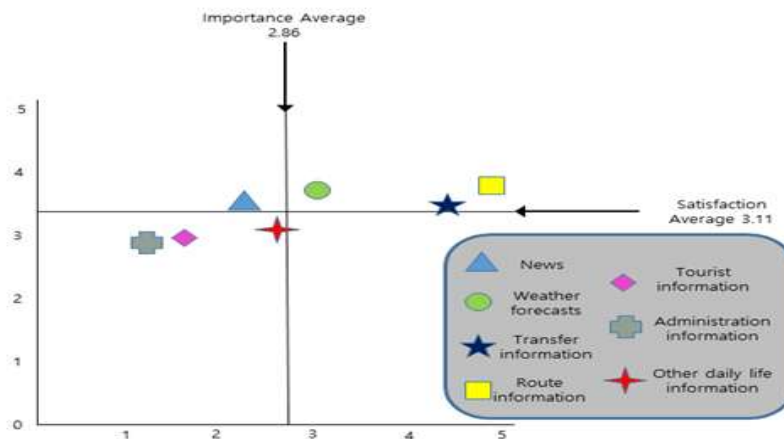 Importance Average
2.86
5
4
3
2
1
0
1
2
3
4
5
Satisfaction
Average 3.11
News
Weather
forecasts
Transfer
information
Route
information
Tourist
information
Administration
information
Other daily life
information